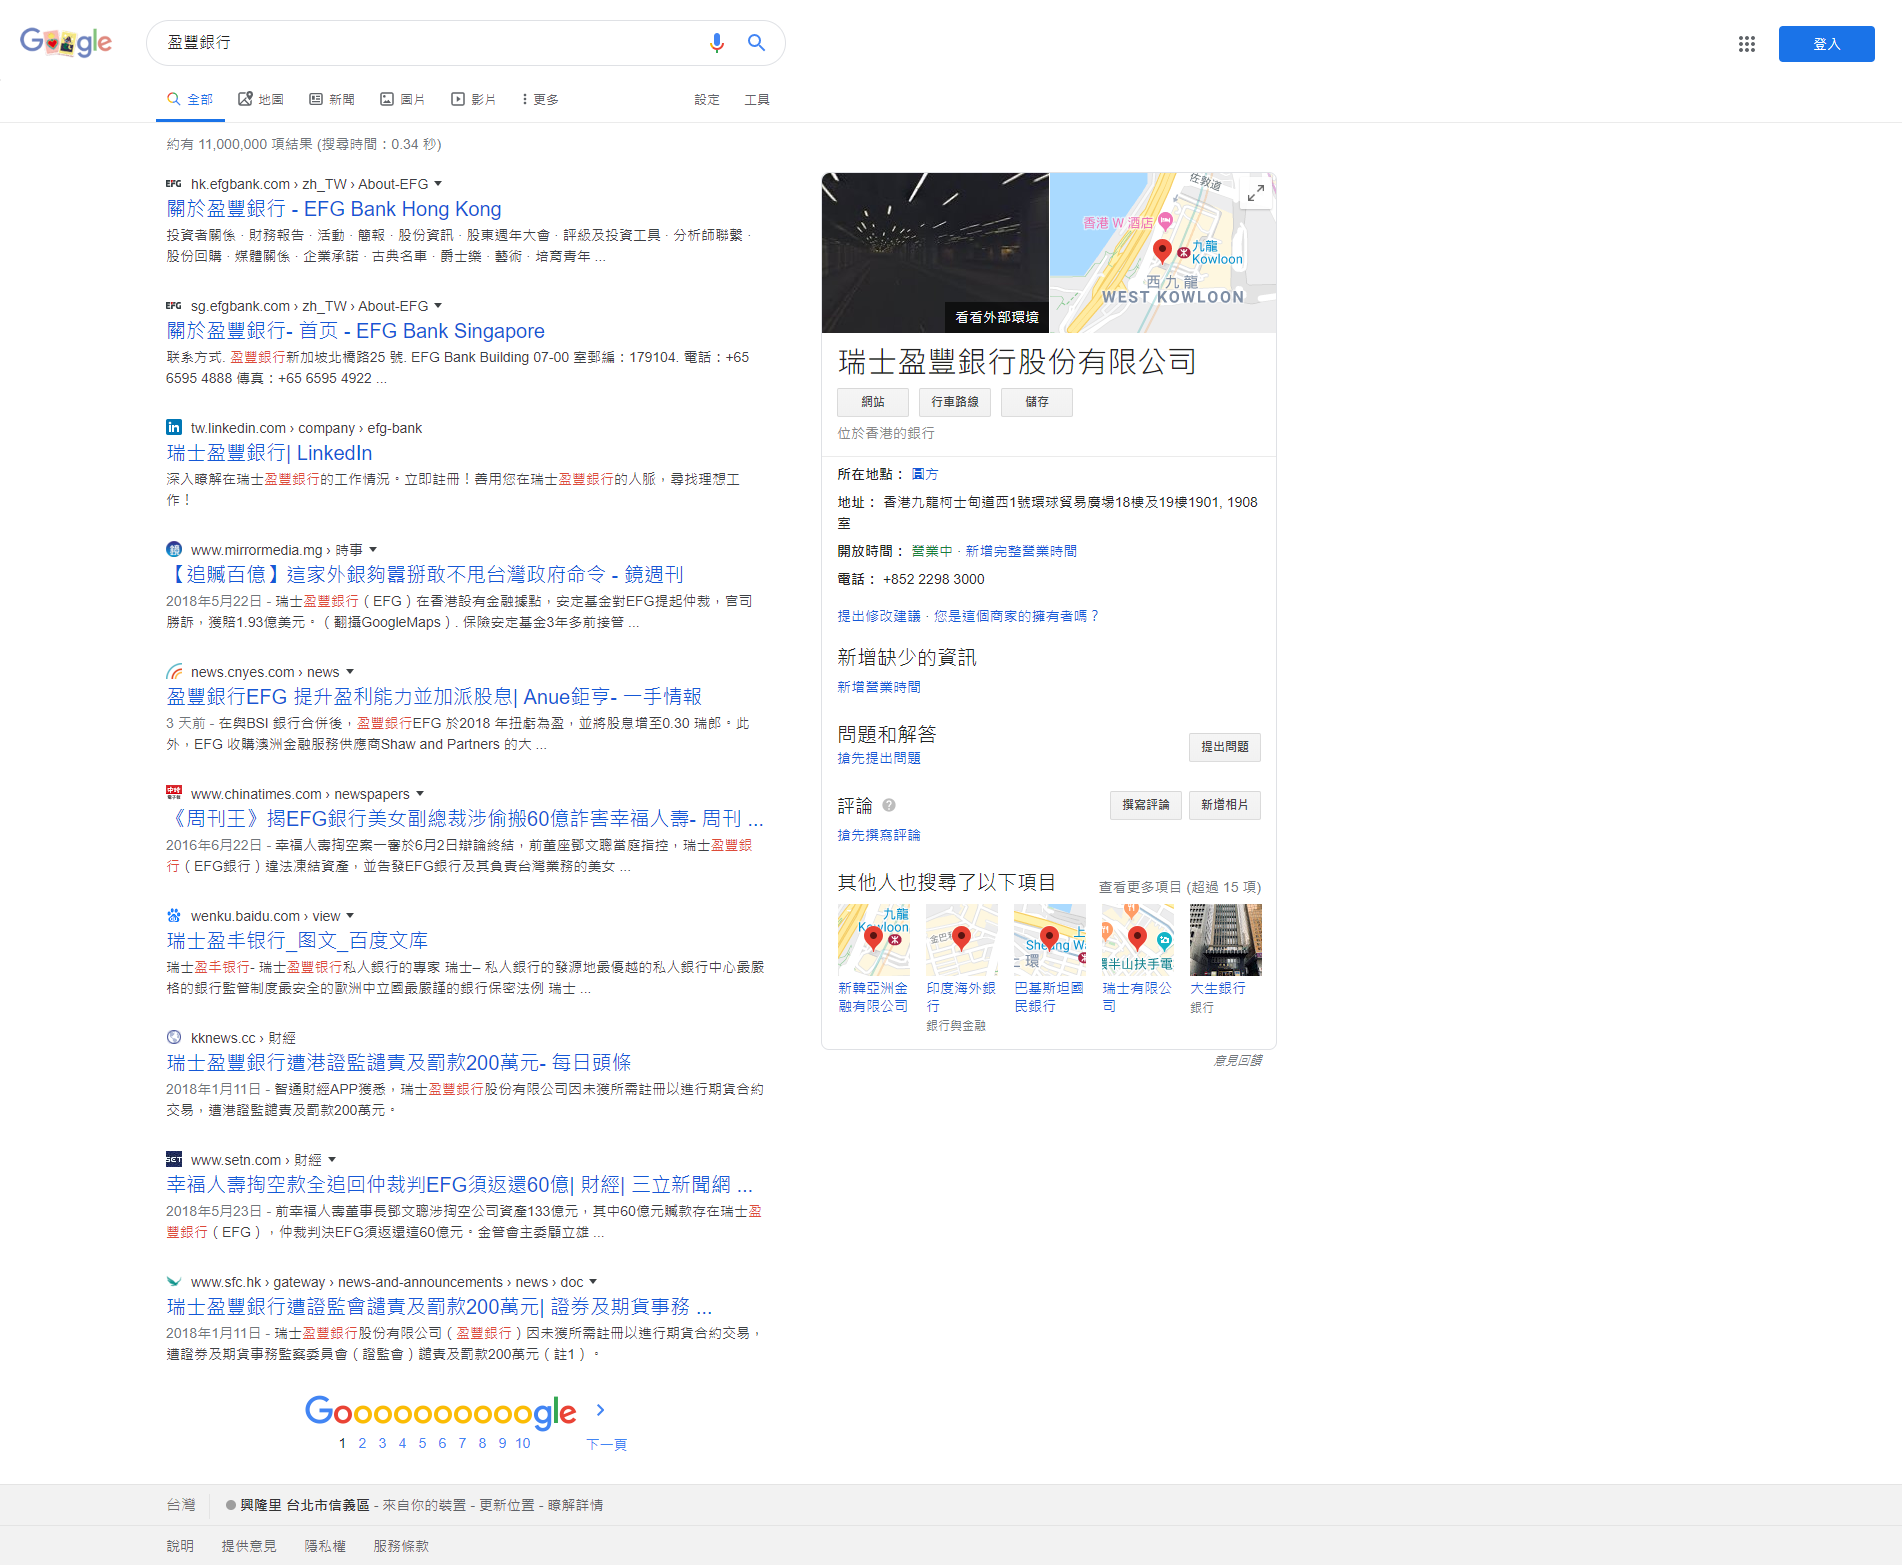 Google
盈豐銀行
登入
全部 地圖 新聞 圖片 影片 更多 設定 工具
約有 11,000,000 項結果 (搜尋時間：0.34 秒)
EFG hk.efgbank.com › zh_TW › About-EFG
關於盈豐銀行 - EFG Bank Hong Kong
投資者關係 · 財務報告 · 活動 · 簡報 · 股份資訊 · 股東週年大會 · 評級及投資工具 · 分析師聯繫 ·
股份回購 · 媒體關係 · 企業承諾 · 古典名車 · 爵士樂 · 藝術 · 培育青年 ...
EFG sg.efgbank.com › zh_TW › About-EFG
關於盈豐銀行- 首页 - EFG Bank Singapore
联系方式. 盈豐銀行新加坡北橋路25 號. EFG Bank Building 07-00 室郵編：179104. 電話：+65
6595 4888 傳真：+65 6595 4922 ...
in tw.linkedin.com › company › efg-bank
瑞士盈豐銀行| LinkedIn
深入瞭解在瑞士盈豐銀行的工作情況。立即註冊！善用您在瑞士盈豐銀行的人脈，尋找理想工
作！
鏡 www.mirrormedia.mg › 時事
【追贓百億】這家外銀夠囂掰敢不甩台灣政府命令 - 鏡週刊
2018年5月22日 - 瑞士盈豐銀行（EFG）在香港設有金融據點，安定基金對EFG提起仲裁，官司
勝訴，獲賠1.93億美元。（翻攝GoogleMaps）. 保險安定基金3年多前接管 ...
news.cnyes.com › news
盈豐銀行EFG 提升盈利能力並加派股息| Anue鉅亨- 一手情報
3 天前 - 在與BSI 銀行合併後，盈豐銀行EFG 於2018 年扭虧為盈，並將股息增至0.30 瑞郎。此
外，EFG 收購澳洲金融服務供應商Shaw and Partners 的大 ...
www.chinatimes.com › newspapers
《周刊王》揭EFG銀行美女副總裁涉偷搬60億詐害幸福人壽- 周刊 ...
2016年6月22日 - 幸福人壽掏空案一審於6月2日辯論終結，前董座鄧文聰當庭指控，瑞士盈豐銀
行（EFG銀行）違法凍結資產，並告發EFG銀行及其負責台灣業務的美女 ...
wenku.baidu.com › view
瑞士盈丰银行_图文_百度文库
瑞士盈丰银行- 瑞士盈豐银行私人銀行的專家 瑞士– 私人銀行的發源地最優越的私人銀行中心最嚴
格的銀行監管制度最安全的歐洲中立國最嚴謹的銀行保密法例 瑞士 ...
kknews.cc › 財經
瑞士盈豐銀行遭港證監譴責及罰款200萬元- 每日頭條
2018年1月11日 - 智通財經APP獲悉，瑞士盈豐銀行股份有限公司因未獲所需註冊以進行期貨合約
交易，遭港證監譴責及罰款200萬元。
SET www.setn.com › 財經
幸福人壽掏空款全追回仲裁判EFG須返還60億| 財經| 三立新聞網 ...
2018年5月23日 - 前幸福人壽董事長鄧文聰涉掏空公司資產133億元，其中60億元贓款存在瑞士盈
豐銀行（EFG），仲裁判決EFG須返還這60億元。金管會主委顧立雄 ...
www.sfc.hk › gateway › news-and-announcements › news › doc
瑞士盈豐銀行遭證監會譴責及罰款200萬元| 證券及期貨事務 ...
2018年1月11日 - 瑞士盈豐銀行股份有限公司（盈豐銀行）因未獲所需註冊以進行期貨合約交易，
遭證券及期貨事務監察委員會（證監會）譴責及罰款200萬元（註1）。
Goooooooooogle
1 2 3 4 5 6 7 8 9 10 下一頁
看看外部環境
佐敦道
香港 W 酒店
九龍
Kowloon
西九龍
WEST KOWLOON
瑞士盈豐銀行股份有限公司
網站 行車路線 儲存
位於香港的銀行
所在地點： 圓方
地址： 香港九龍柯士甸道西1號環球貿易廣場18樓及19樓1901, 1908
室
開放時間： 營業中 · 新增完整營業時間
電話： +852 2298 3000
提出修改建議 · 您是這個商家的擁有者嗎？
新增缺少的資訊
新增營業時間
問題和解答
搶先提出問題
提出問題
評論
撰寫評論 新增相片
搶先撰寫評論
其他人也搜尋了以下項目 查看更多項目 (超過 15 項)
九龍
Kowloon
金巴利
上
Sheung Wa
上環
環半山扶手電
新韓亞洲金融有限公司
印度海外銀行
銀行與金融
巴基斯坦國民銀行
瑞士有限公司
大生銀行
銀行
意見回饋
台灣 興隆里 台北市信義區 - 來自你的裝置 - 更新位置 - 瞭解詳情
說明 提供意見 隱私權 服務條款